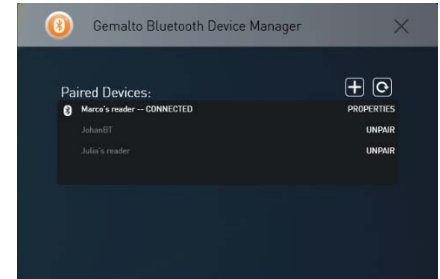 Gemalto Bluetooth Device Manager
Paired Devices:
Marco's reader -- CONNECTED PROPERTIES
JohanBT UNPAIR
Julia's reader UNPAIR